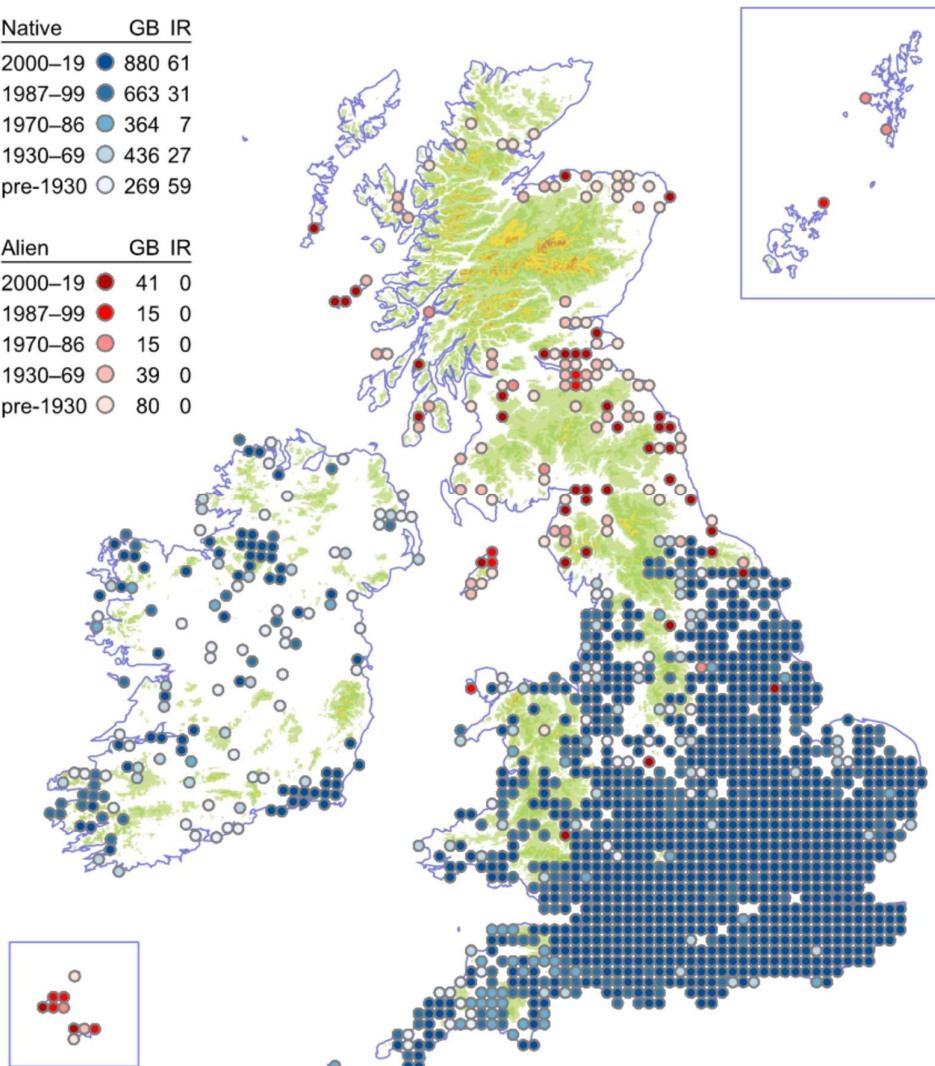 Native GB IR
2000–19 880 61
1987–99 663 31
1970–86 364 7
1930–69 436 27
pre-1930 269 59
Alien GB IR
2000–19 41 0
1987–99 15 0
1970–86 15 0
1930–69 39 0
pre-1930 80 0